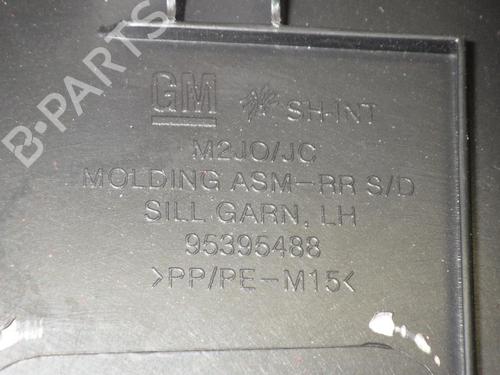 B-PARTS
GM SH-INT
M2JO/JC
MOLDING ASM-RR S/D
SILL GARN, LH
95395488
>PP/PE-M15<